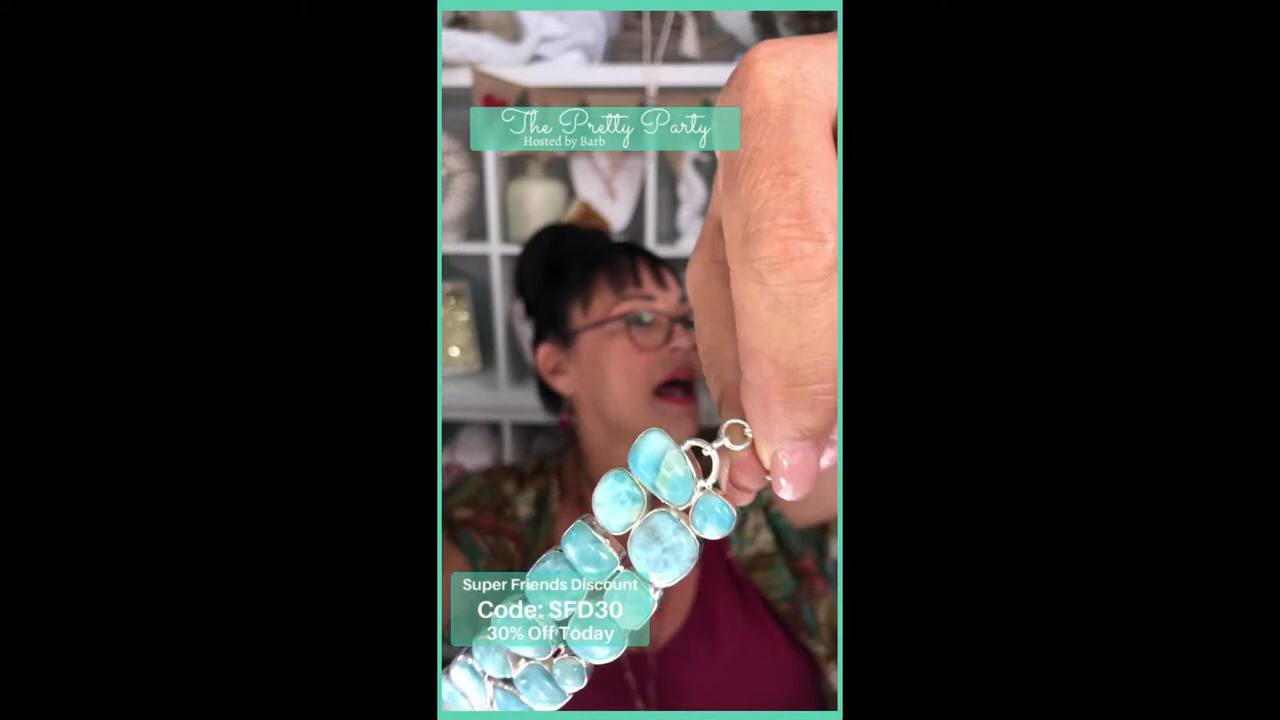 The Pretty Party
Hosted by Barb
Super Friends Discount
Code: SFD30
30% Off Today